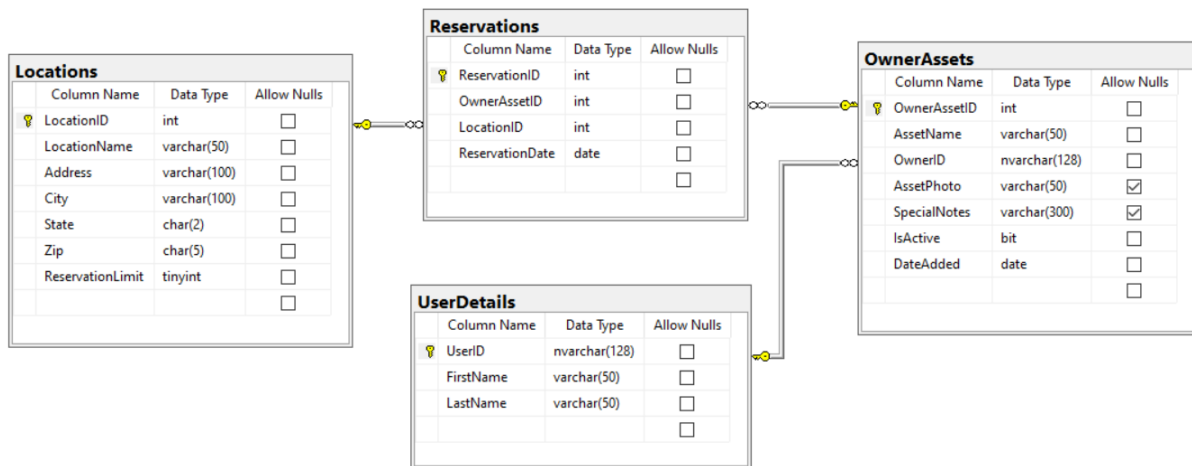 Locations
Column Name Data Type Allow Nulls
LocationID int
LocationName varchar(50)
Address varchar(100)
City varchar(100)
State char(2)
Zip char(5)
ReservationLimit tinyint
Reservations
Column Name Data Type Allow Nulls
ReservationID int
OwnerAssetID int
LocationID int
ReservationDate date
OwnerAssets
Column Name Data Type Allow Nulls
OwnerAssetID int
AssetName varchar(50)
OwnerID nvarchar(128)
AssetPhoto varchar(50)
SpecialNotes varchar(300)
IsActive bit
DateAdded date
UserDetails
Column Name Data Type Allow Nulls
UserID nvarchar(128)
FirstName varchar(50)
LastName varchar(50)